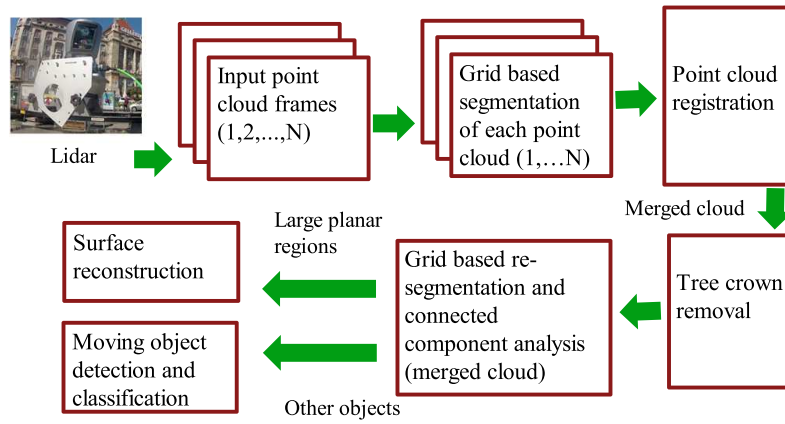 Lidar
Input point
cloud frames
(1,2,...,N)
Grid based
segmentation
of each point
cloud (1,…N)
Point cloud
registration
Merged cloud
Tree crown
removal
Grid based re-
segmentation and
connected
component analysis
(merged cloud)
Large planar
regions
Surface
reconstruction
Other objects
Moving object
detection and
classification